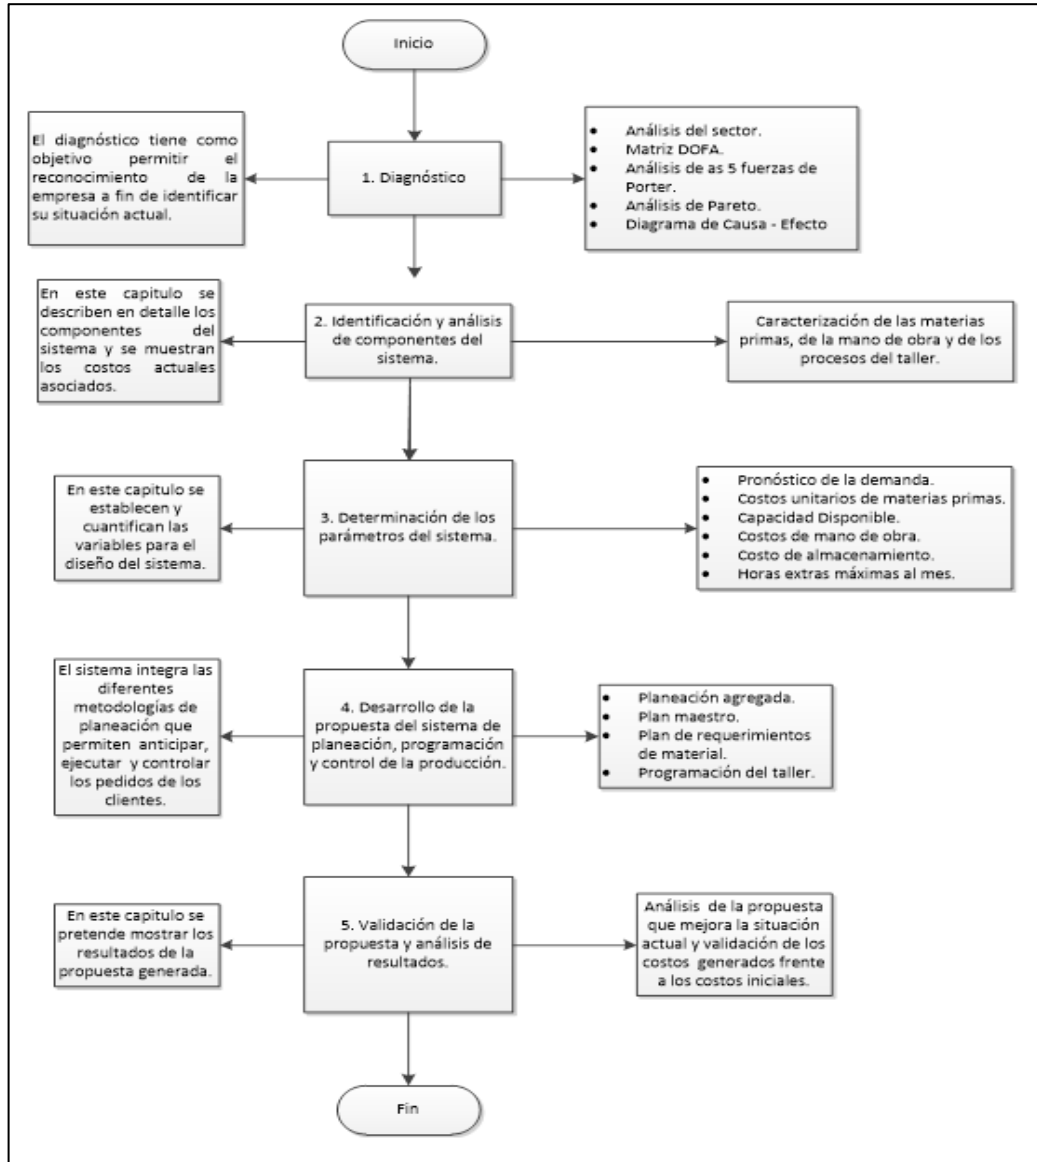 Inicio
El diagnóstico tiene como
objetivo permitir el
reconocimiento de la
empresa a fin de identificar
su situación actual.
1. Diagnóstico
• Análisis del sector.
• Matriz DOFA.
• Análisis de as 5 fuerzas de
Porter.
• Análisis de Pareto.
• Diagrama de Causa - Efecto
En este capitulo se
describen en detalle los
componentes del
sistema y se muestran
los costos actuales
asociados.
2. Identificación y análisis
de componentes del
sistema.
Caracterización de las materias
primas, de la mano de obra y de los
procesos del taller.
En este capitulo se
establecen y
cuantifican las
variables para el
diseño del sistema.
3. Determinación de los
parámetros del sistema.
• Pronóstico de la demanda.
• Costos unitarios de materias primas.
• Capacidad Disponible.
• Costos de mano de obra.
• Costo de almacenamiento.
• Horas extras máximas al mes.
El sistema integra las
diferentes
metodologías de
planeación que
permiten anticipar,
ejecutar y controlar
los pedidos de los
clientes.
4. Desarrollo de la
propuesta del sistema de
planeación, programación
y control de la producción.
• Planeación agregada.
• Plan maestro.
• Plan de requerimientos
de material.
• Programación del taller.
En este capitulo se
pretende mostrar los
resultados de la
propuesta generada.
5. Validación de la
propuesta y análisis de
resultados.
Análisis de la propuesta
que mejora la situación
actual y validación de los
costos generados frente
a los costos iniciales.
Fin